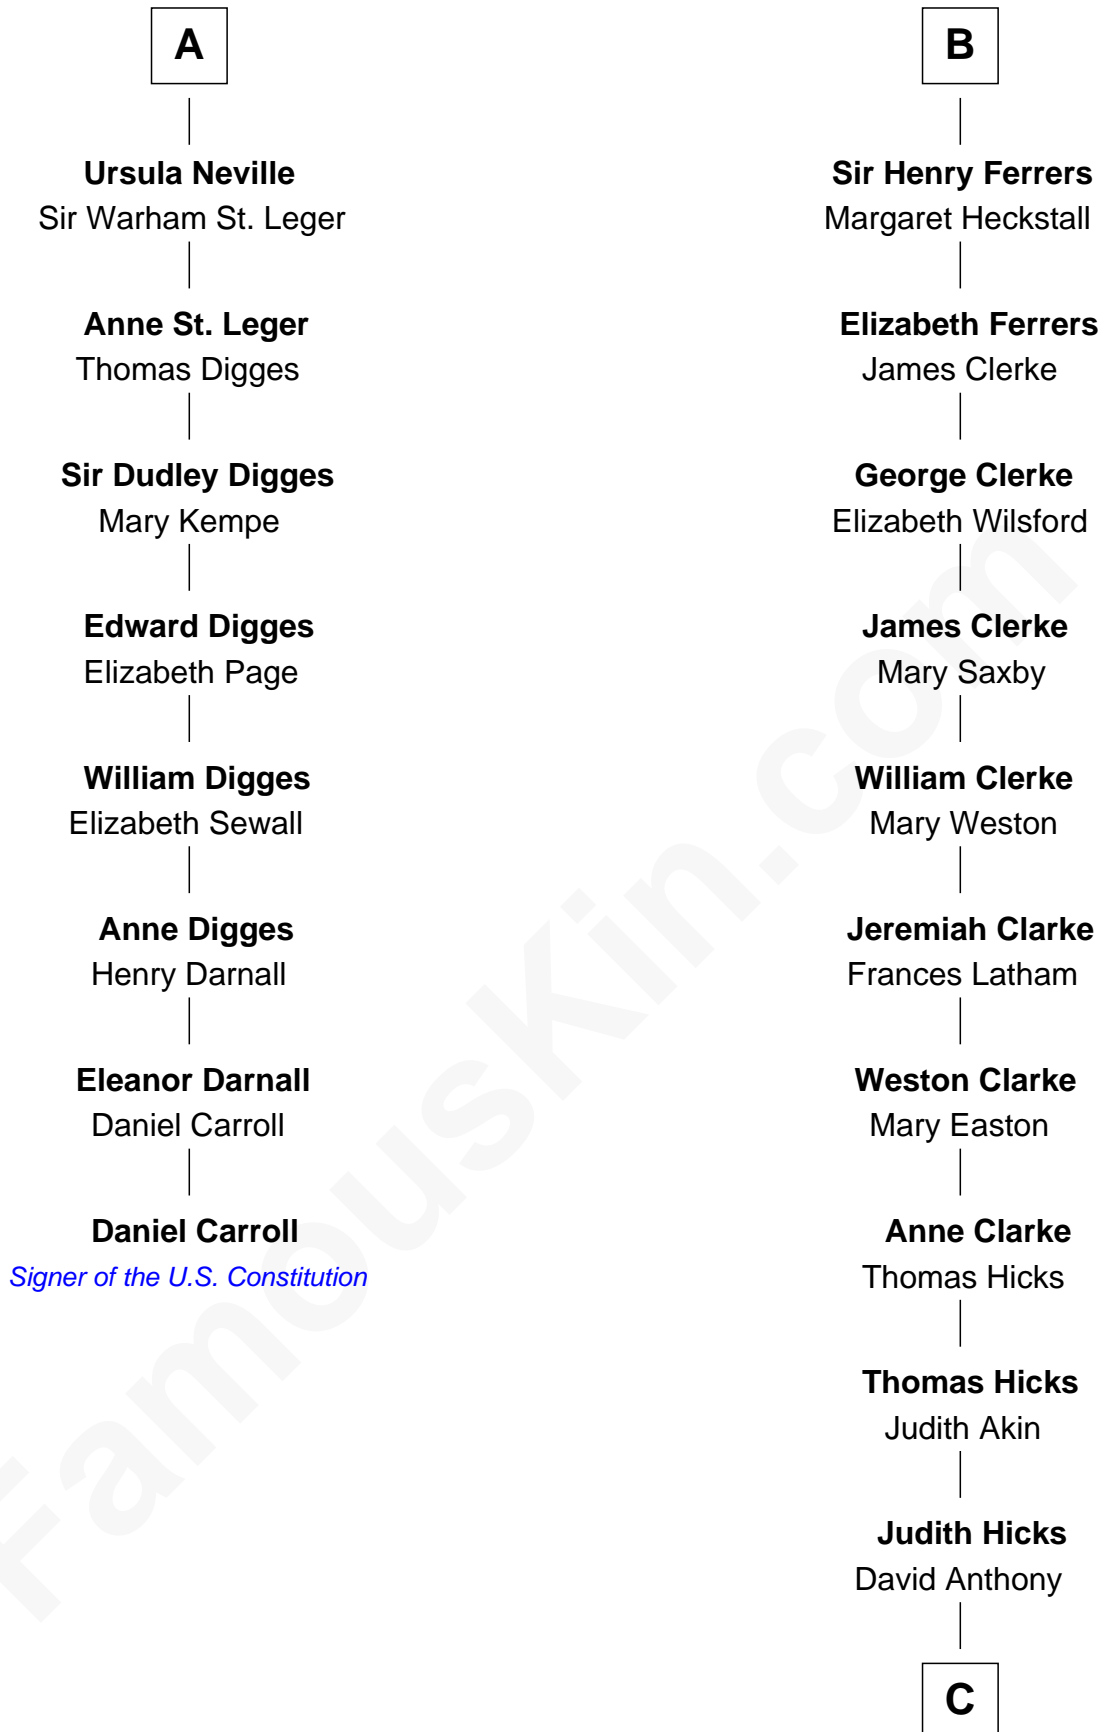 A
Ursula Neville
Sir Warham St. Leger
Anne St. Leger
Thomas Digges
Sir Dudley Digges
Mary Kempe
Edward Digges
Elizabeth Page
William Digges
Elizabeth Sewall
Anne Digges
Henry Darnall
Eleanor Darnall
Daniel Carroll
Daniel Carroll
Signer of the U.S. Constitution
B
Sir Henry Ferrers
Margaret Heckstall
Elizabeth Ferrers
James Clerke
George Clerke
Elizabeth Wilsford
James Clerke
Mary Saxby
William Clerke
Mary Weston
Jeremiah Clarke
Frances Latham
Weston Clarke
Mary Easton
Anne Clarke
Thomas Hicks
Thomas Hicks
Judith Akin
Judith Hicks
David Anthony
C
FamousKin.com